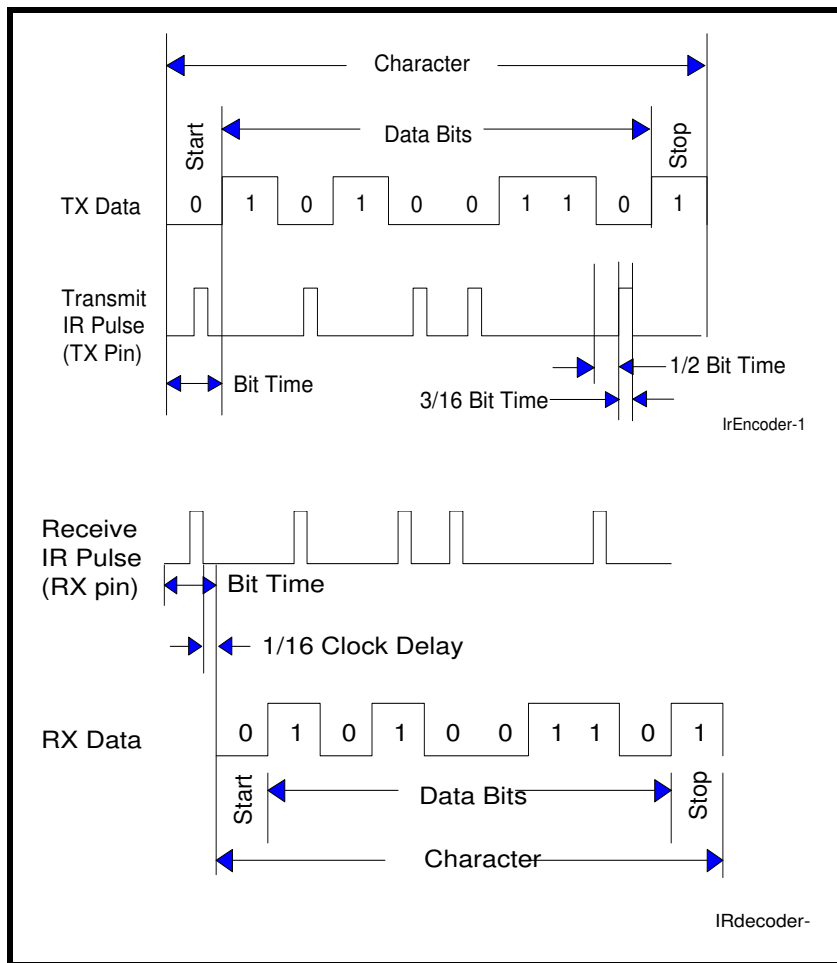 Character
Start
Data Bits
Stop
TX Data
0 1 0 1 0 0 1 1 0 1
Transmit
IR Pulse
(TX Pin)
Bit Time
1/2 Bit Time
3/16 Bit Time
IrEncoder-1
Receive
IR Pulse
(RX pin)
Bit Time
1/16 Clock Delay
RX Data
0 1 0 1 0 0 1 1 0 1
Start
Data Bits
Stop
Character
IRdecoder-